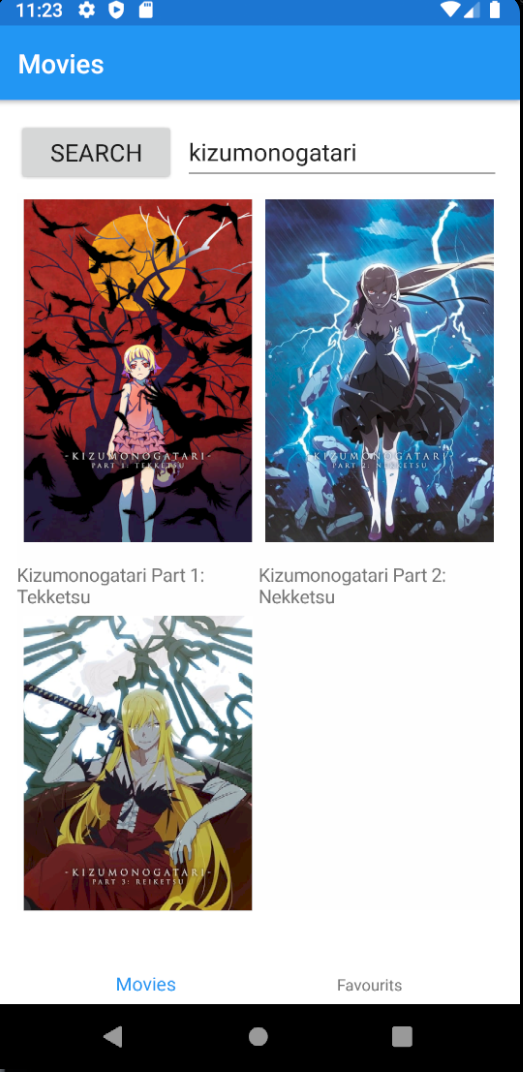 11:23
Movies
SEARCH
kizumonogatari
-KIZUMONOGATARI-
PART 1: TEKKETSU
-KIZUMONOGATARI-
PART 2: NEKKETSU
Kizumonogatari Part 1:
Tekketsu
Kizumonogatari Part 2:
Nekketsu
-KIZUMONOGATARI-
PART 3: REIKETSU
Movies
Favourits